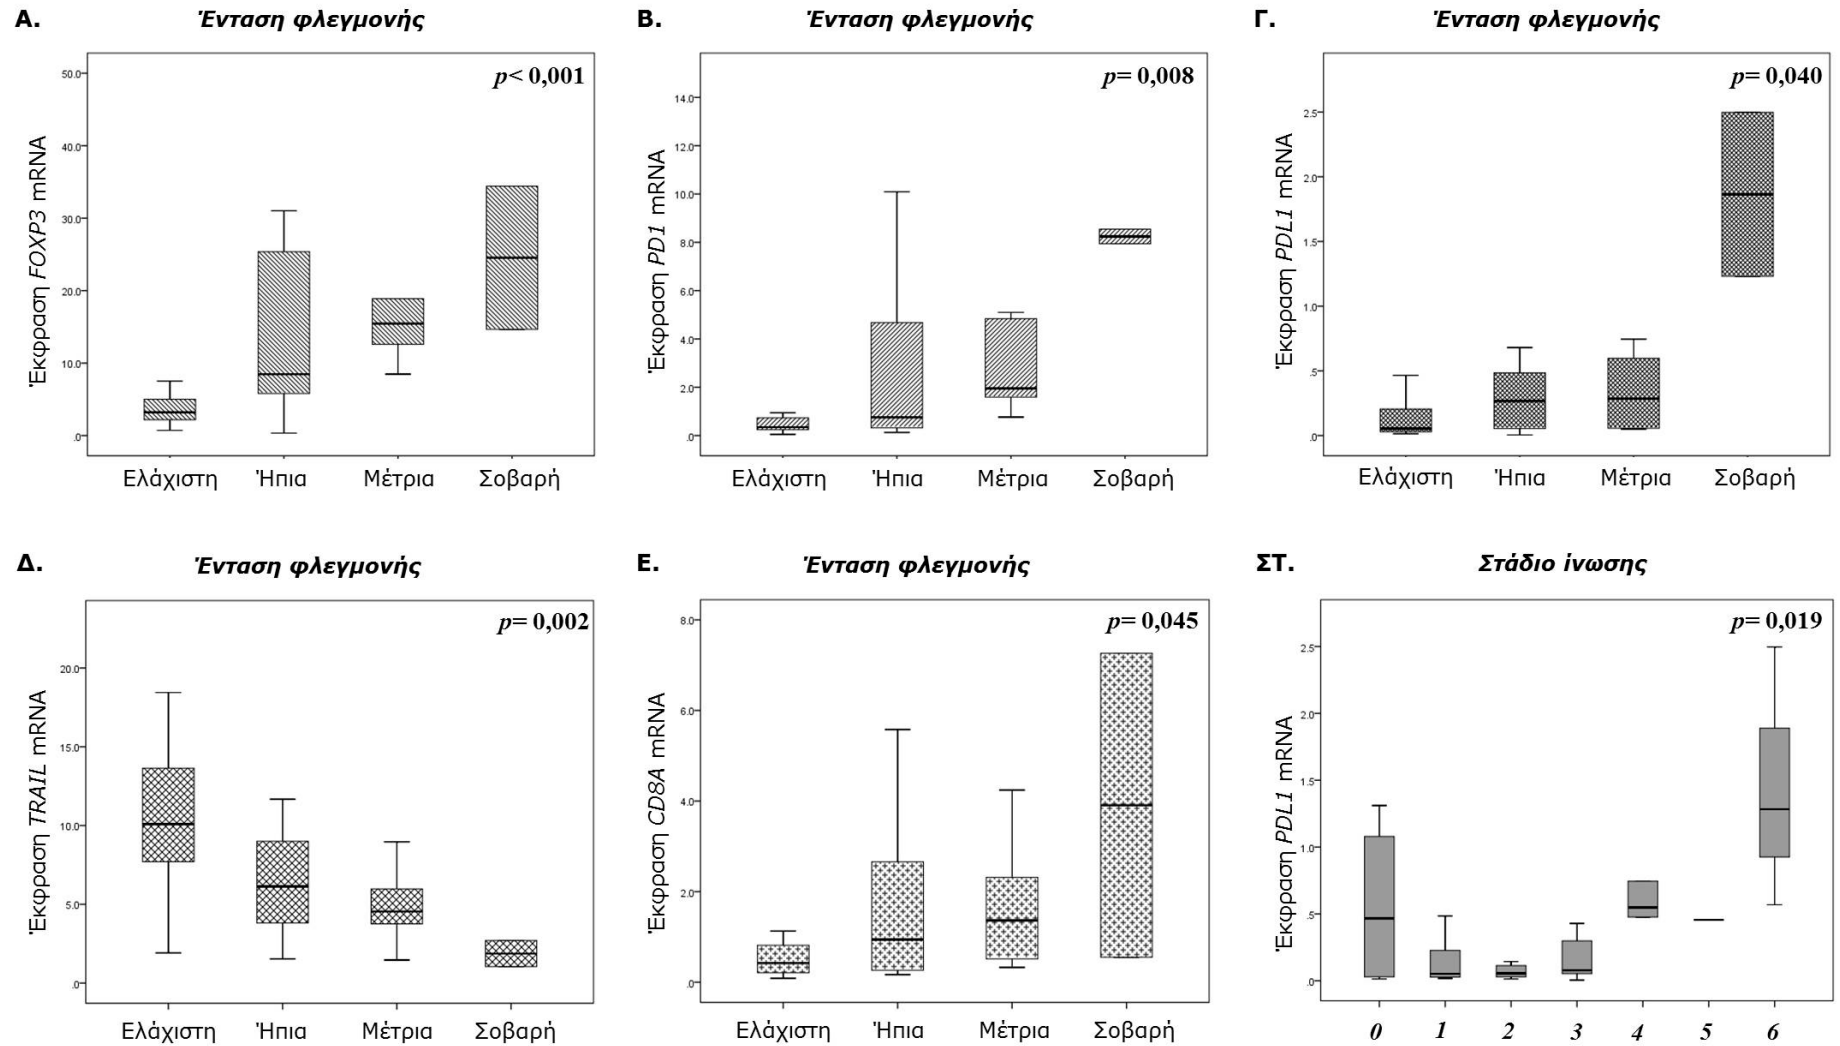 Α. Ένταση φλεγμονής
p< 0,001
Έκφραση FOXP3 mRNA
50.0
40.0
30.0
20.0
10.0
.0
Ελάχιστη Ήπια Μέτρια Σοβαρή
Β. Ένταση φλεγμονής
p= 0,008
Έκφραση PD1 mRNA
14.0
12.0
10.0
8.0
6.0
4.0
2.0
.0
Ελάχιστη Ήπια Μέτρια Σοβαρή
Γ. Ένταση φλεγμονής
p= 0,040
Έκφραση PDL1 mRNA
2.5
2.0
1.5
1.0
.5
.0
Ελάχιστη Ήπια Μέτρια Σοβαρή
Δ. Ένταση φλεγμονής
p= 0,002
Έκφραση TRAIL mRNA
20.0
15.0
10.0
5.0
.0
Ελάχιστη Ήπια Μέτρια Σοβαρή
Ε. Ένταση φλεγμονής
p= 0,045
Έκφραση CD8A mRNA
8.0
6.0
4.0
2.0
.0
Ελάχιστη Ήπια Μέτρια Σοβαρή
ΣΤ. Στάδιο ίνωσης
p= 0,019
Έκφραση PDL1 mRNA
2.5
2.0
1.5
1.0
.5
.0
0 1 2 3 4 5 6